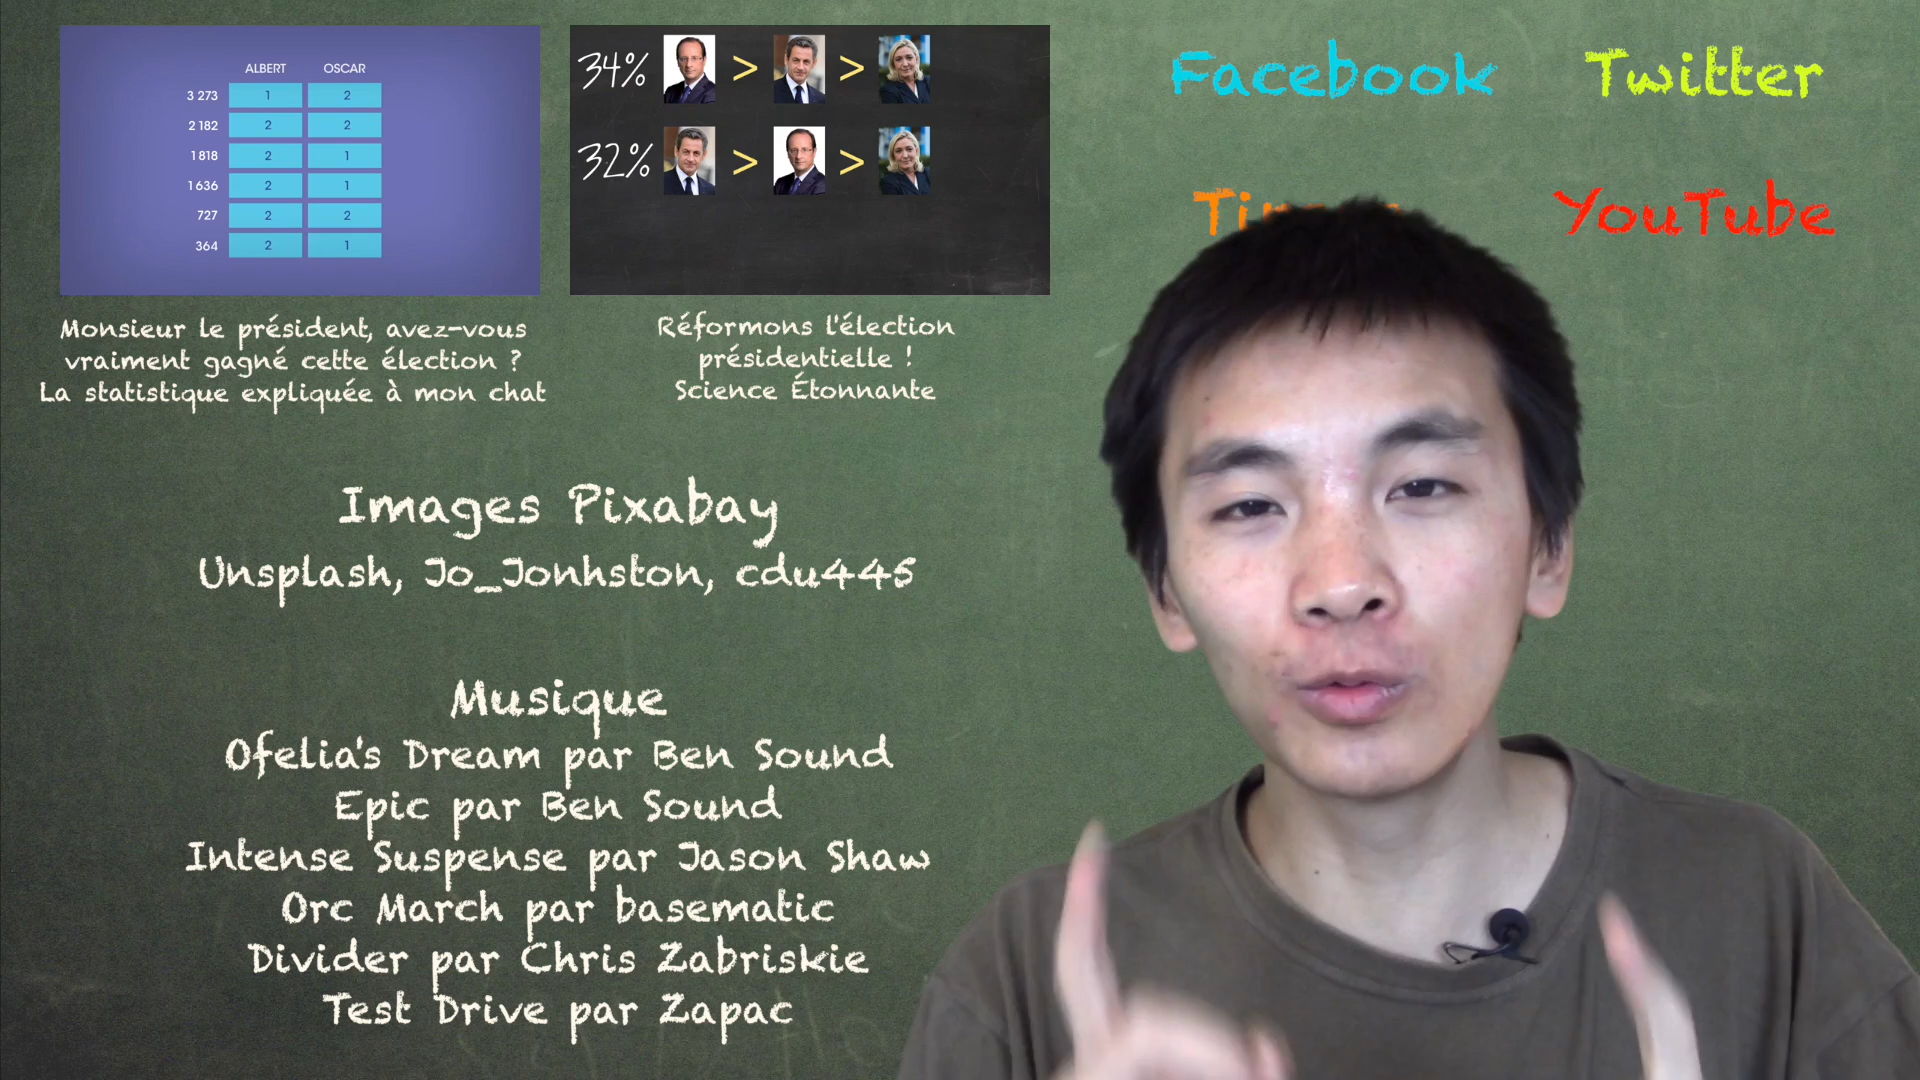 ALBERT OSCAR
3 273 1 2
2 182 2 2
1 818 2 1
1 636 2 1
727 2 2
364 2 1
34% > >
32% > >
Facebook Twitter
YouTube
Monsieur le président, avez-vous
vraiment gagné cette élection ?
La statistique expliquée à mon chat
Réformons l'élection
présidentielle !
Science Étonnante
Images Pixabay
Unsplash, Jo_Jonhston, cdu445
Musique
Ofelia's Dream par Ben Sound
Epic par Ben Sound
Intense Suspense par Jason Shaw
Orc March par basematic
Divider par Chris Zabriskie
Test Drive par Zapac